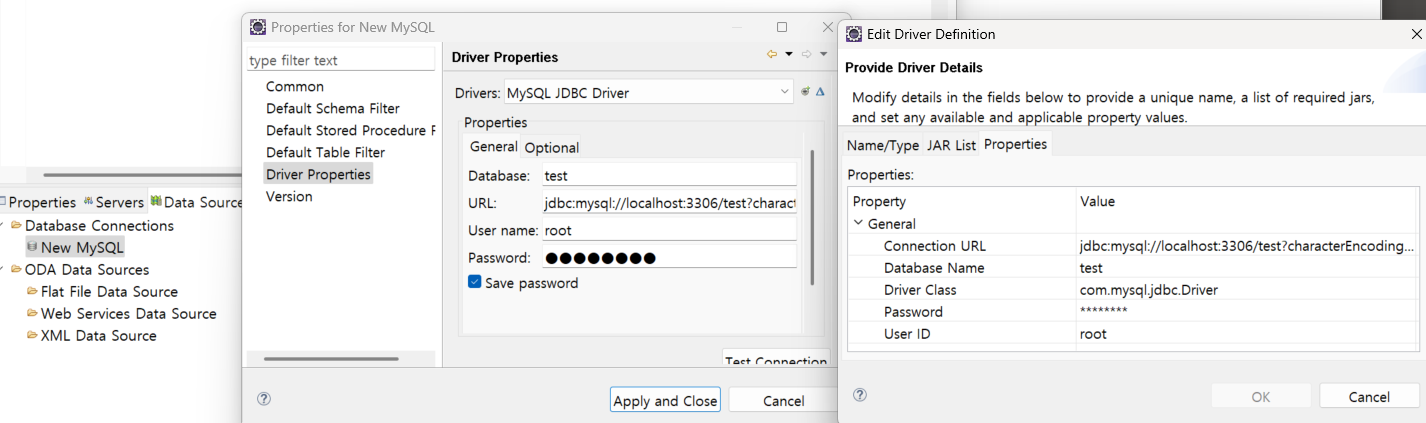 Properties for New MySQL
type filter text
Common
Default Schema Filter
Default Stored Procedure F
Default Table Filter
Driver Properties
Version
Driver Properties
Drivers: MySQL JDBC Driver
Properties
General Optional
Database: test
URL: jdbc:mysql://localhost:3306/test?charact
User name: root
Password: ●●●●●●●●
Save password
Test Connection
Apply and Close Cancel
Properties Servers Data Source
Database Connections
New MySQL
ODA Data Sources
Flat File Data Source
Web Services Data Source
XML Data Source
Edit Driver Definition
Provide Driver Details
Modify details in the fields below to provide a unique name, a list of required jars,
and set any available and applicable property values.
Name/Type JAR List Properties
Properties:
Property Value
General
Connection URL jdbc:mysql://localhost:3306/test?characterEncoding...
Database Name test
Driver Class com.mysql.jdbc.Driver
Password ********
User ID root
OK Cancel